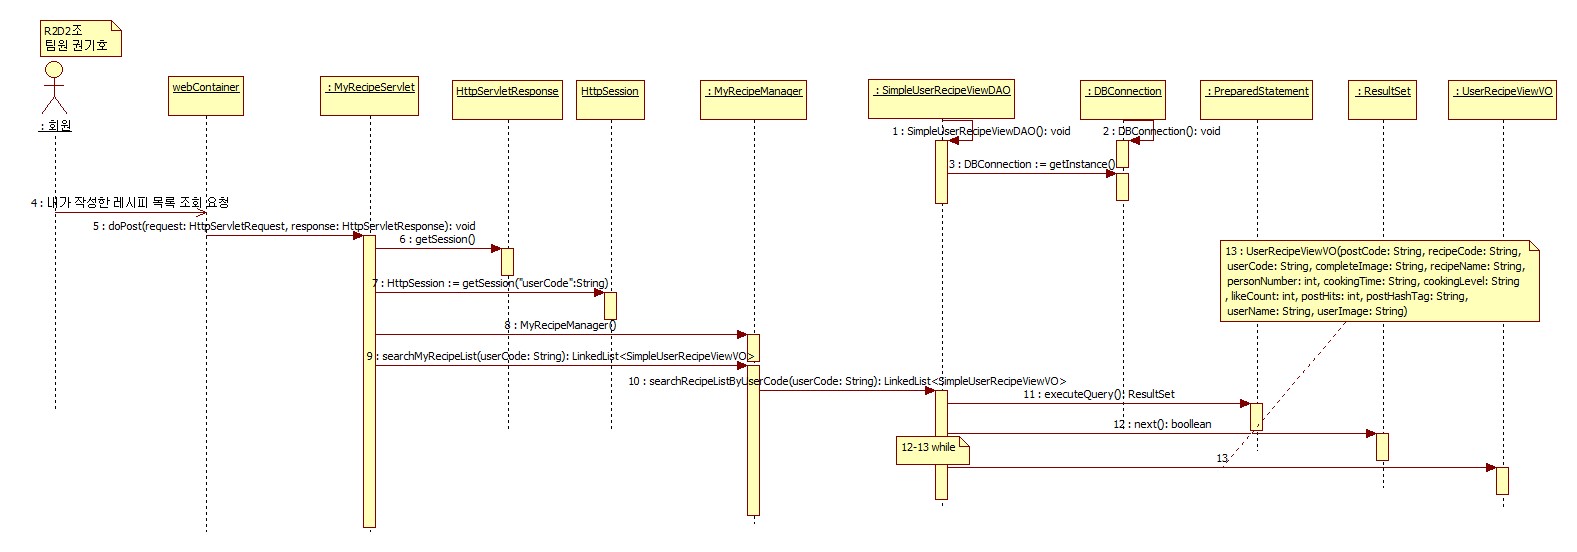 R2D2조
팀원 권기호
: 회원
webContainer
: MyRecipeServlet
HttpServletResponse
HttpSession
: MyRecipeManager
: SimpleUserRecipeViewDAO
: DBConnection
: PreparedStatement
: ResultSet
: UserRecipeViewVO
1 : SimpleUserRecipeViewDAO(): void
2 : DBConnection(): void
3 : DBConnection := getInstance()
4 : 내가 작성한 레시피 목록 조회 요청
5 : doPost(request: HttpServletRequest, response: HttpServletResponse): void
6 : getSession()
7 : HttpSession := getSession("userCode":String)
8 : MyRecipeManager()
9 : searchMyRecipeList(userCode: String): LinkedList<SimpleUserRecipeViewVO>
10 : searchRecipeListByUserCode(userCode: String): LinkedList<SimpleUserRecipeViewVO>
11 : executeQuery(): ResultSet
12 : next(): boollean
12-13 while
13
13 : UserRecipeViewVO(postCode: String, recipeCode: String,
userCode: String, completeImage: String, recipeName: String,
personNumber: int, cookingTime: String, cookingLevel: String
, likeCount: int, postHits: int, postHashTag: String,
userName: String, userImage: String)